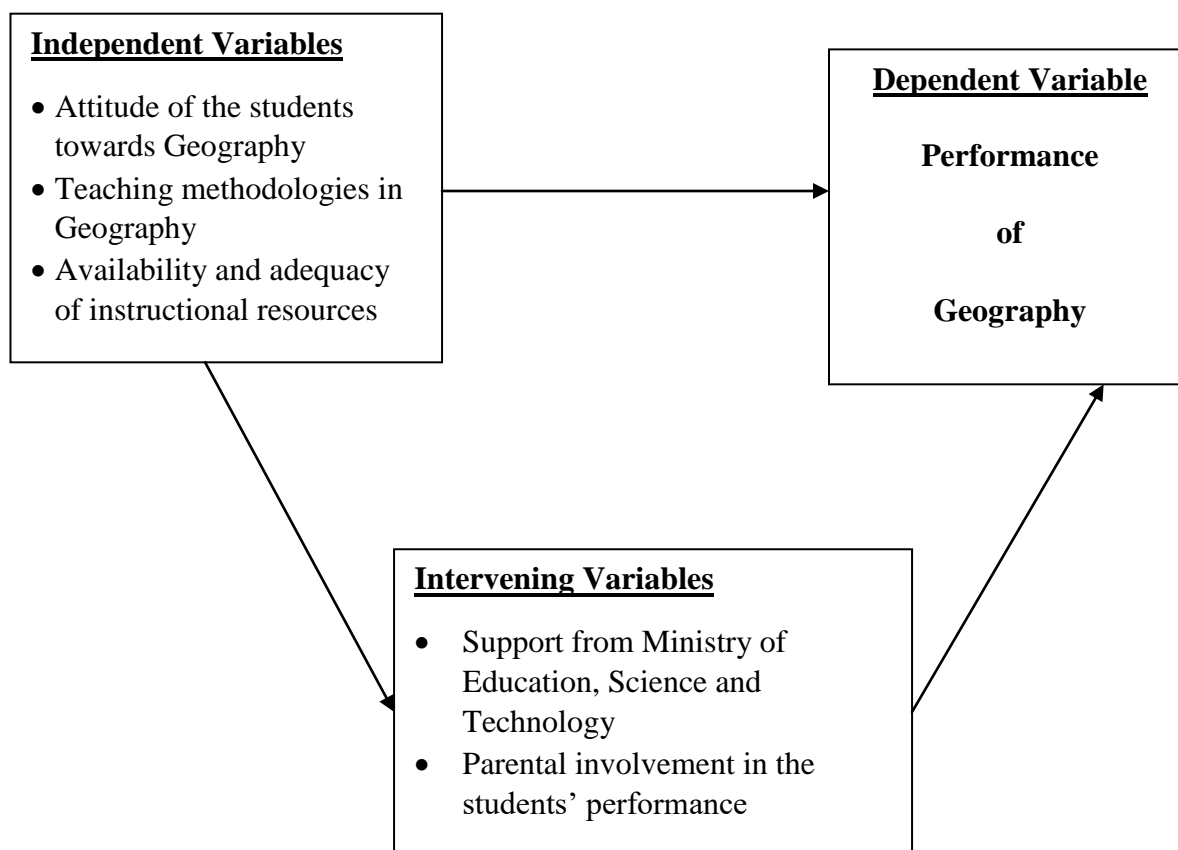 Independent Variables
• Attitude of the students
towards Geography
• Teaching methodologies in
Geography
• Availability and adequacy
of instructional resources
Dependent Variable
Performance
of
Geography
Intervening Variables
• Support from Ministry of
Education, Science and
Technology
• Parental involvement in the
students’ performance